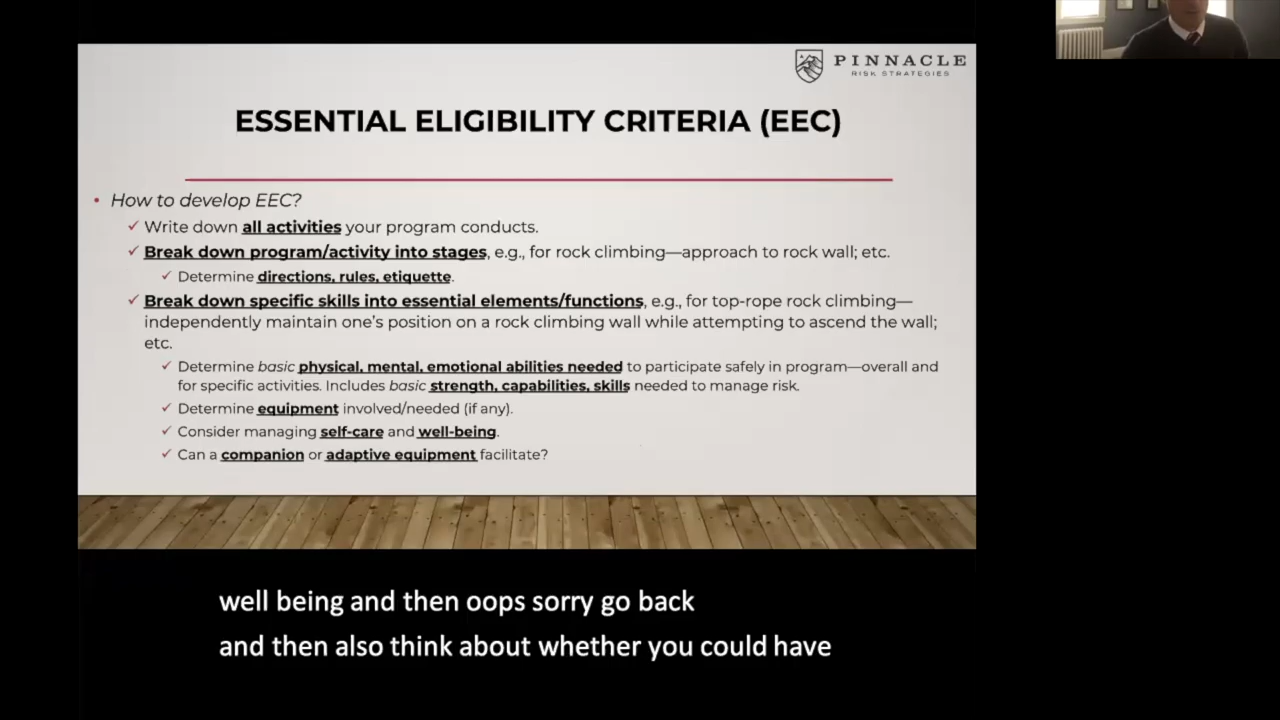 PINNACLE
RISK STRATEGIES
ESSENTIAL ELIGIBILITY CRITERIA (EEC)
• How to develop EEC?
✓ Write down all activities your program conducts.
✓ Break down program/activity into stages, e.g., for rock climbing—approach to rock wall; etc.
✓ Determine directions, rules, etiquette.
✓ Break down specific skills into essential elements/functions, e.g., for top-rope rock climbing—
independently maintain one's position on a rock climbing wall while attempting to ascend the wall;
etc.
✓ Determine basic physical, mental, emotional abilities needed to participate safely in program—overall and
for specific activities. Includes basic strength, capabilities, skills needed to manage risk.
✓ Determine equipment involved/needed (if any).
✓ Consider managing self-care and well-being.
✓ Can a companion or adaptive equipment facilitate?
well being and then oops sorry go back
and then also think about whether you could have